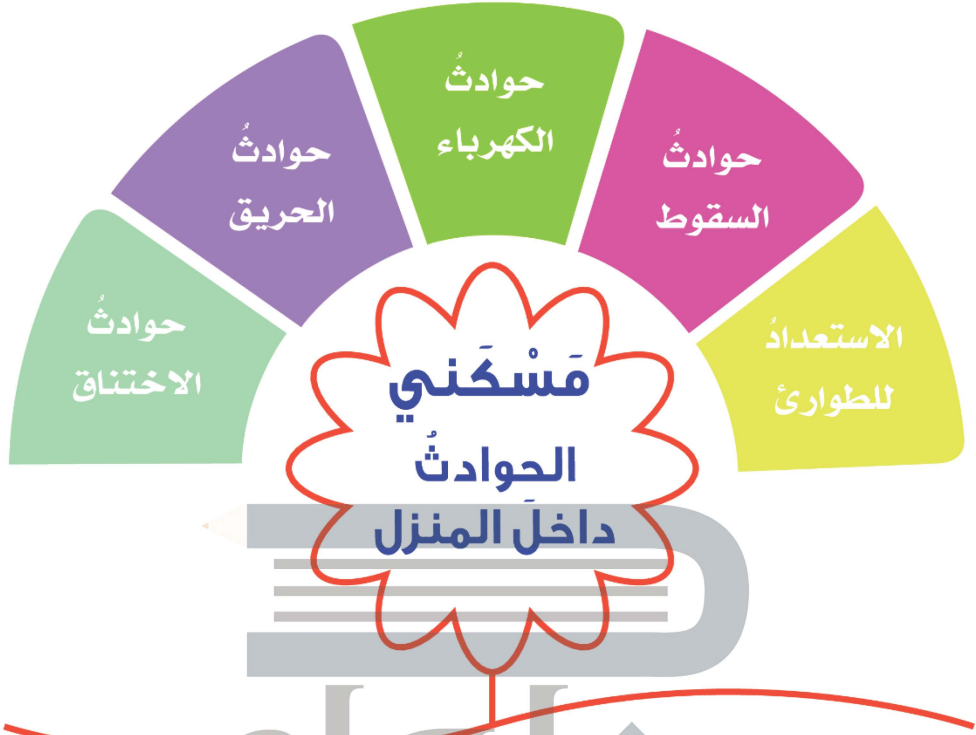 حوادثُ
الكهرباء
حوادثُ
السقوط
حوادثُ
الحريق
الاستعدادُ
للطوارئ
حوادثُ
الاختناق
مَسْكَني
الحوادثُ
داخلَ المنزل